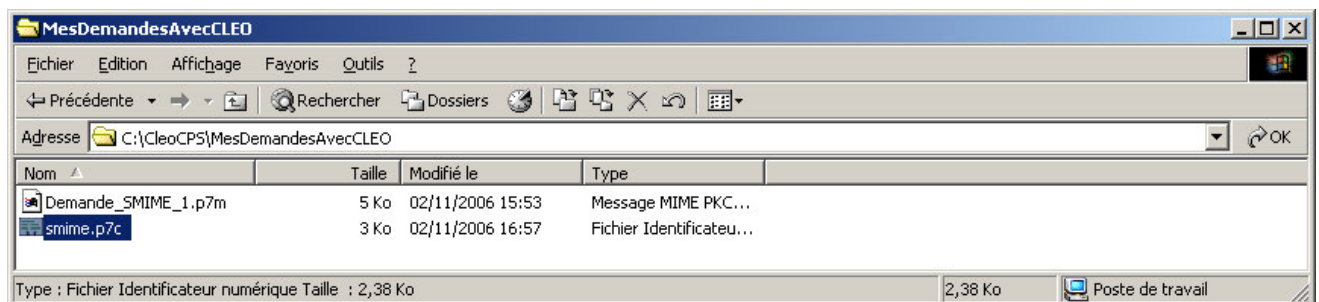 MesDemandesAvecCLEO
Fichier Edition Affichage Favoris Outils ?
Précédente Rechercher Dossiers
Adresse C:\CleoCPS\MesDemandesAvecCLEO OK
Nom Taille Modifié le Type
Demande_SMIME_1.p7m 5 Ko 02/11/2006 15:53 Message MIME PKC...
smime.p7c 3 Ko 02/11/2006 16:57 Fichier Identificateu...
Type : Fichier Identificateur numérique Taille : 2,38 Ko 2,38 Ko Poste de travail